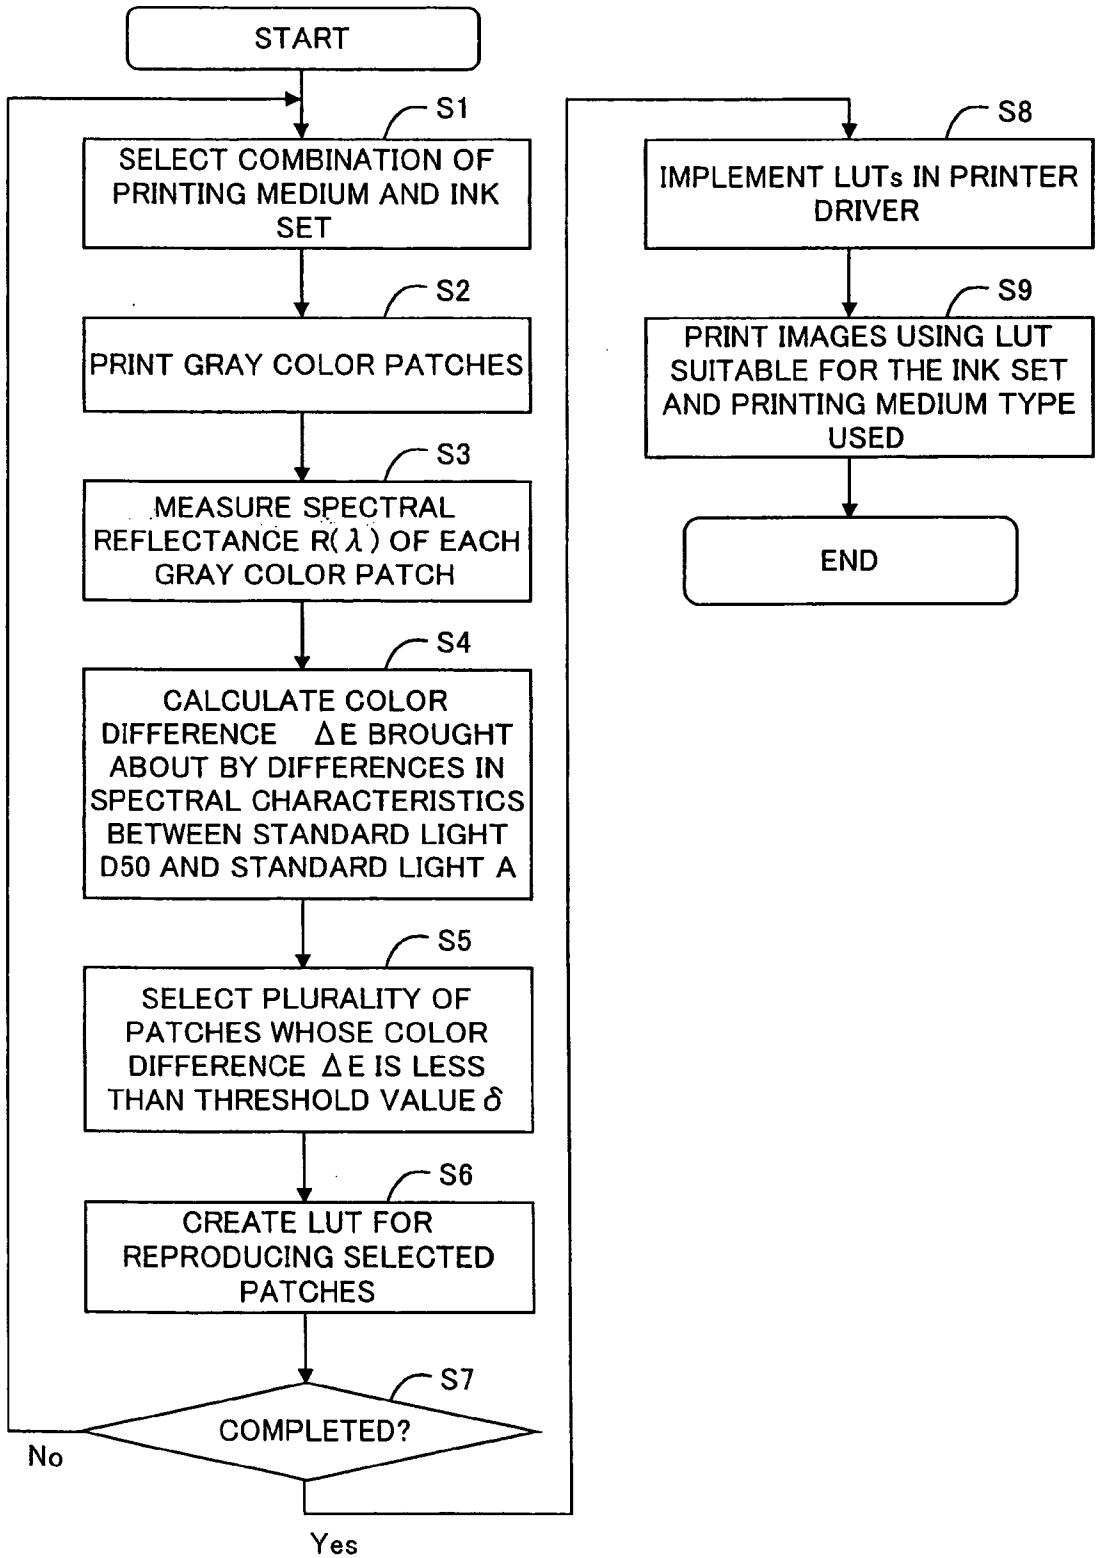 START
S1
SELECT COMBINATION OF
PRINTING MEDIUM AND INK
SET
S2
PRINT GRAY COLOR PATCHES
S3
MEASURE SPECTRAL
REFLECTANCE R(λ) OF EACH
GRAY COLOR PATCH
S4
CALCULATE COLOR
DIFFERENCE ΔE BROUGHT
ABOUT BY DIFFERENCES IN
SPECTRAL CHARACTERISTICS
BETWEEN STANDARD LIGHT
D50 AND STANDARD LIGHT A
S5
SELECT PLURALITY OF
PATCHES WHOSE COLOR
DIFFERENCE ΔE IS LESS
THAN THRESHOLD VALUE δ
S6
CREATE LUT FOR
REPRODUCING SELECTED
PATCHES
S7
COMPLETED?
No
Yes
S8
IMPLEMENT LUTs IN PRINTER
DRIVER
S9
PRINT IMAGES USING LUT
SUITABLE FOR THE INK SET
AND PRINTING MEDIUM TYPE
USED
END